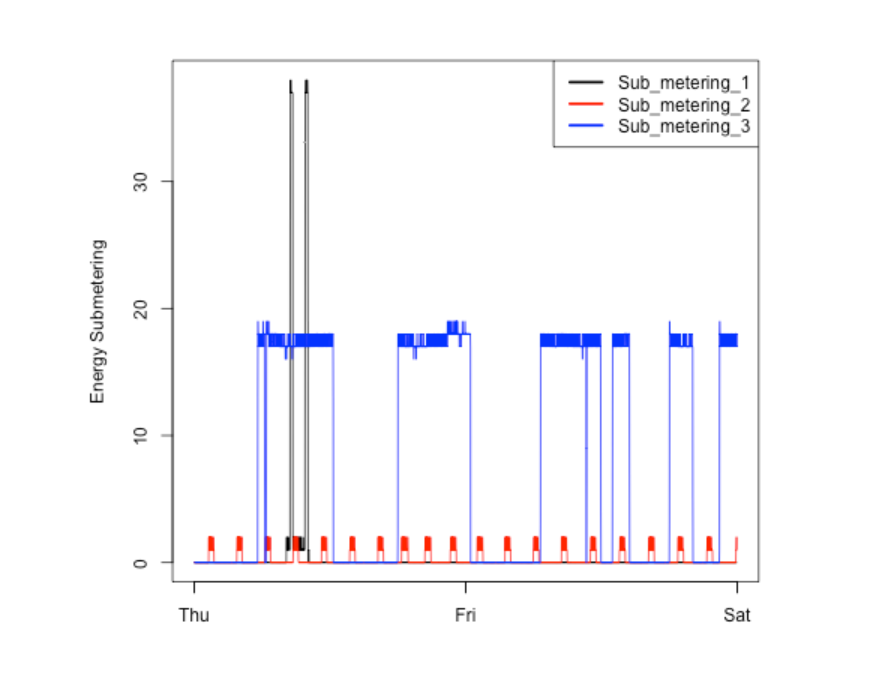 Sub_metering_1
Sub_metering_2
Sub_metering_3
Energy Submetering
30
20
10
0
Thu Fri Sat